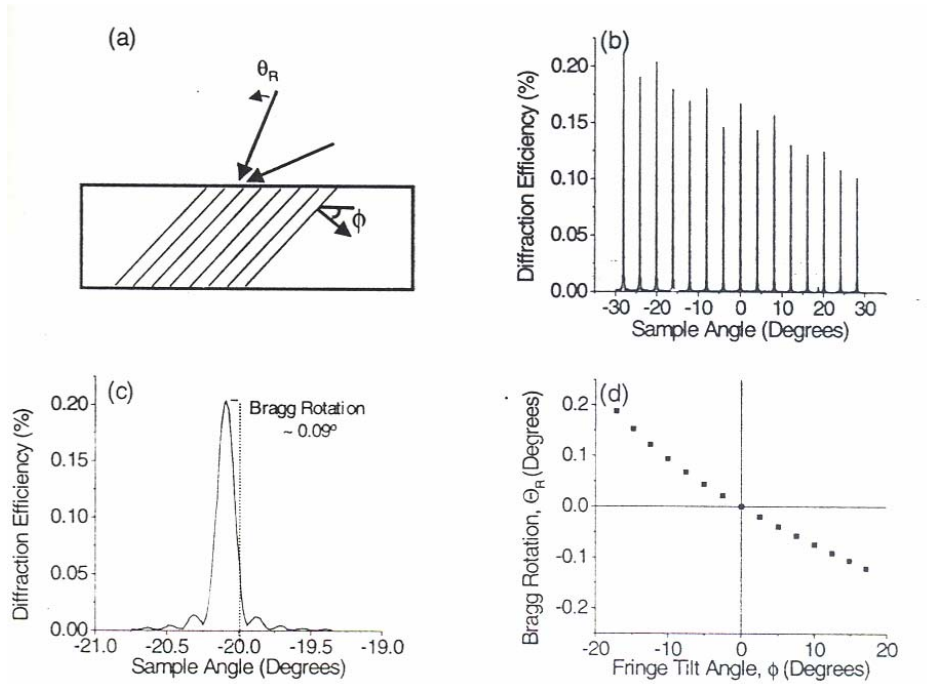 (a)
θR
ϕ
(b)
Diffraction Efficiency (%)
0.20
0.15
0.10
0.05
0.00
-30 -20 -10 0 10 20 30
Sample Angle (Degrees)
(c)
Diffraction Efficiency (%)
0.20
0.15
0.10
0.05
0.00
Bragg Rotation
~ 0.09º
-21.0 -20.5 -20.0 -19.5 -19.0
Sample Angle (Degrees)
(d)
Bragg Rotation, ΘR (Degrees)
0.2
0.1
0.0
-0.1
-0.2
-20 -10 0 10 20
Fringe Tilt Angle, ϕ (Degrees)